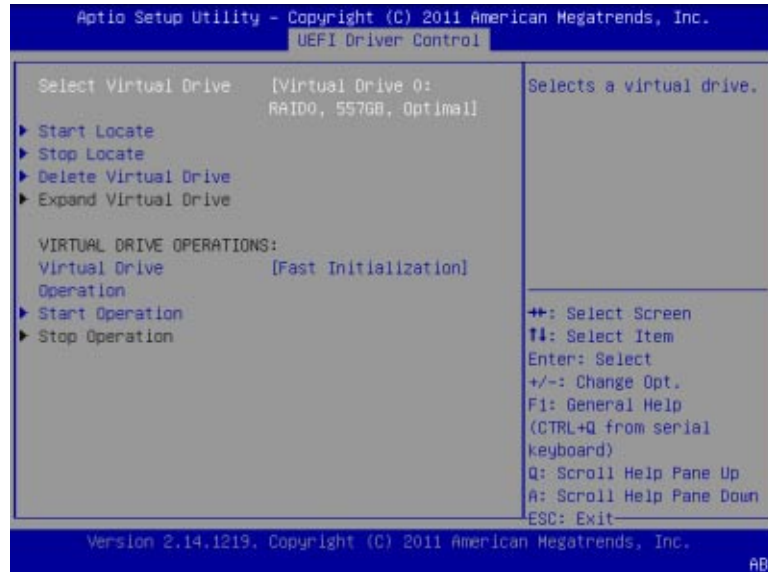 Aptio Setup Utility - Copyright (C) 2011 American Megatrends, Inc.
UEFI Driver Control
Select Virtual Drive [Virtual Drive 0:
RAID0, 557GB, Optimal]
Start Locate
Stop Locate
Delete Virtual Drive
Expand Virtual Drive
VIRTUAL DRIVE OPERATIONS:
Virtual Drive [Fast Initialization]
Operation
Start Operation
Stop Operation
Selects a virtual drive.
→←: Select Screen
↑↓: Select Item
Enter: Select
+/-: Change Opt.
F1: General Help
(CTRL+Q from serial
keyboard)
Q: Scroll Help Pane Up
A: Scroll Help Pane Down
ESC: Exit
Version 2.14.1219. Copyright (C) 2011 American Megatrends, Inc.
AB